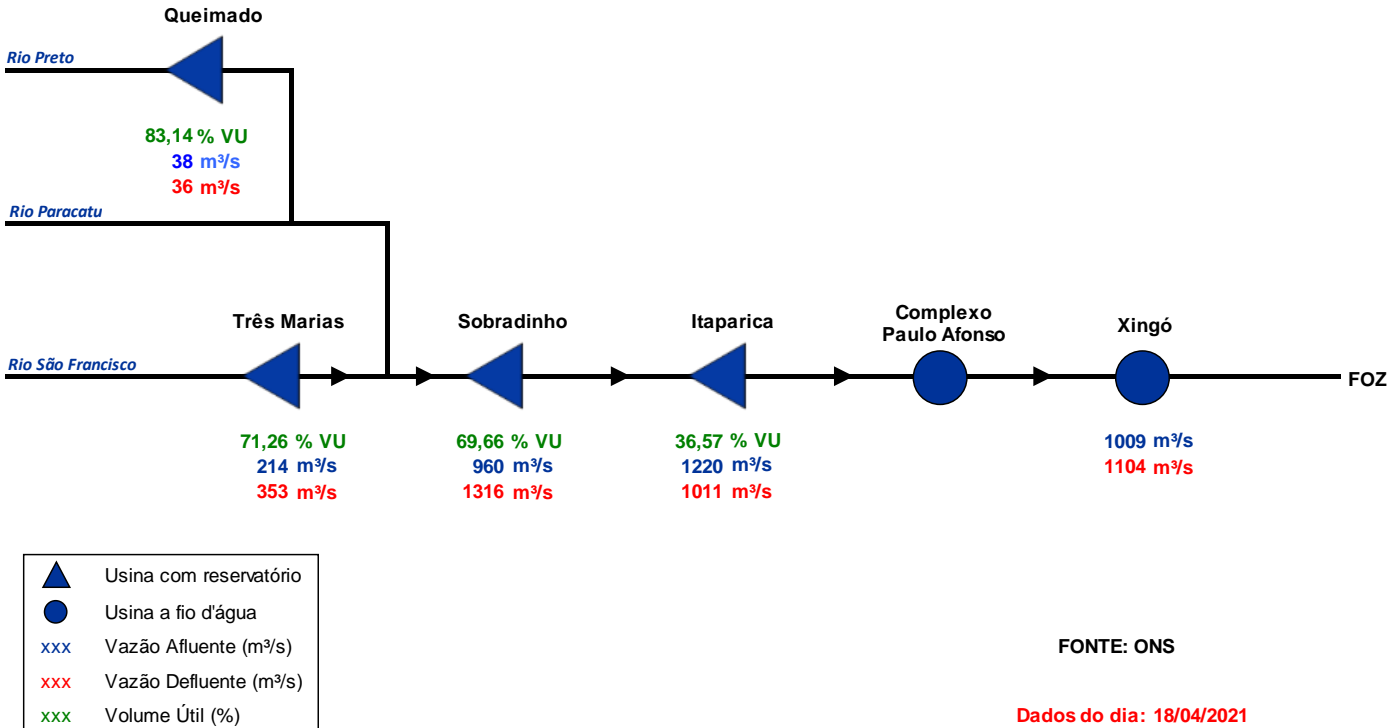 Queimado
Rio Preto
83,14 % VU
38 m³/s
36 m³/s
Rio Paracatu
Três Marias
Sobradinho
Itaparica
Complexo
Paulo Afonso
Xingó
Rio São Francisco
FOZ
71,26 % VU
214 m³/s
353 m³/s
69,66 % VU
960 m³/s
1316 m³/s
36,57 % VU
1220 m³/s
1011 m³/s
1009 m³/s
1104 m³/s
Usina com reservatório
Usina a fio d'água
xxx Vazão Afluente (m³/s)
xxx Vazão Defluente (m³/s)
xxx Volume Útil (%)
FONTE: ONS
Dados do dia: 18/04/2021